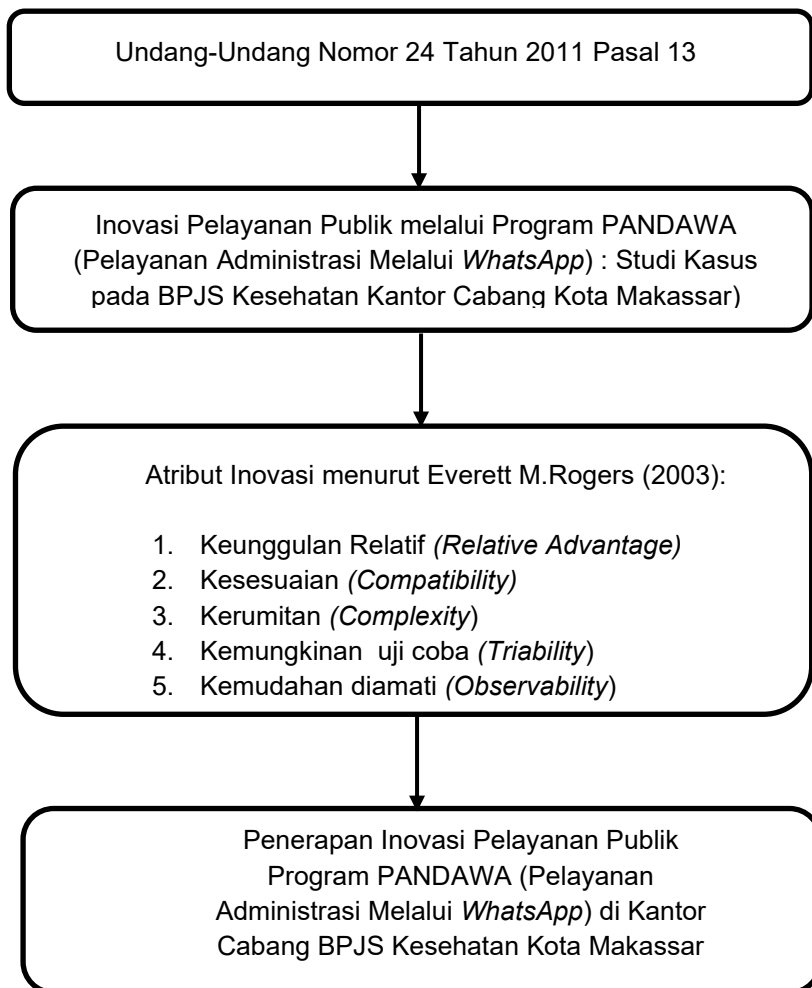 Undang-Undang Nomor 24 Tahun 2011 Pasal 13
Inovasi Pelayanan Publik melalui Program PANDAWA
(Pelayanan Administrasi Melalui WhatsApp) : Studi Kasus
pada BPJS Kesehatan Kantor Cabang Kota Makassar)
Atribut Inovasi menurut Everett M.Rogers (2003):
1. Keunggulan Relatif (Relative Advantage)
2. Kesesuaian (Compatibility)
3. Kerumitan (Complexity)
4. Kemungkinan uji coba (Triability)
5. Kemudahan diamati (Observability)
Penerapan Inovasi Pelayanan Publik
Program PANDAWA (Pelayanan
Administrasi Melalui WhatsApp) di Kantor
Cabang BPJS Kesehatan Kota Makassar